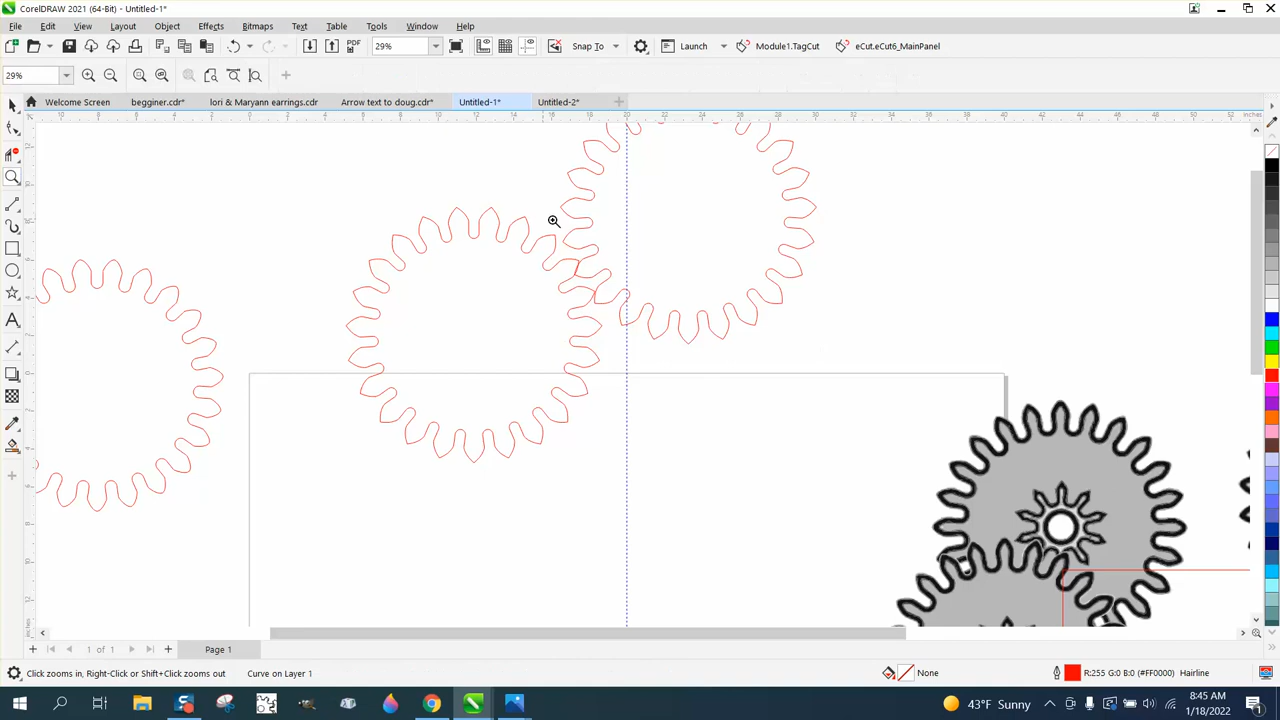 CorelDRAW 2021 (64-Bit) - Untitled-1*
File Edit View Layout Object Effects Bitmaps Text Table Tools Window Help
PDF 29% Snap To Launch Module1.TagCut eCut.eCut6_MainPanel
29%
Welcome Screen begginer.cdr* lori & Maryann earrings.cdr Arrow text to doug.cdr* Untitled-1* Untitled-2*
inches
1 of 1 Page 1
Click zooms in, Right-Click or Shift+Click zooms out Curve on Layer 1 None R:255 G:0 B:0 (#FF0000) Hairline
43°F Sunny 8:45 AM
1/18/2022